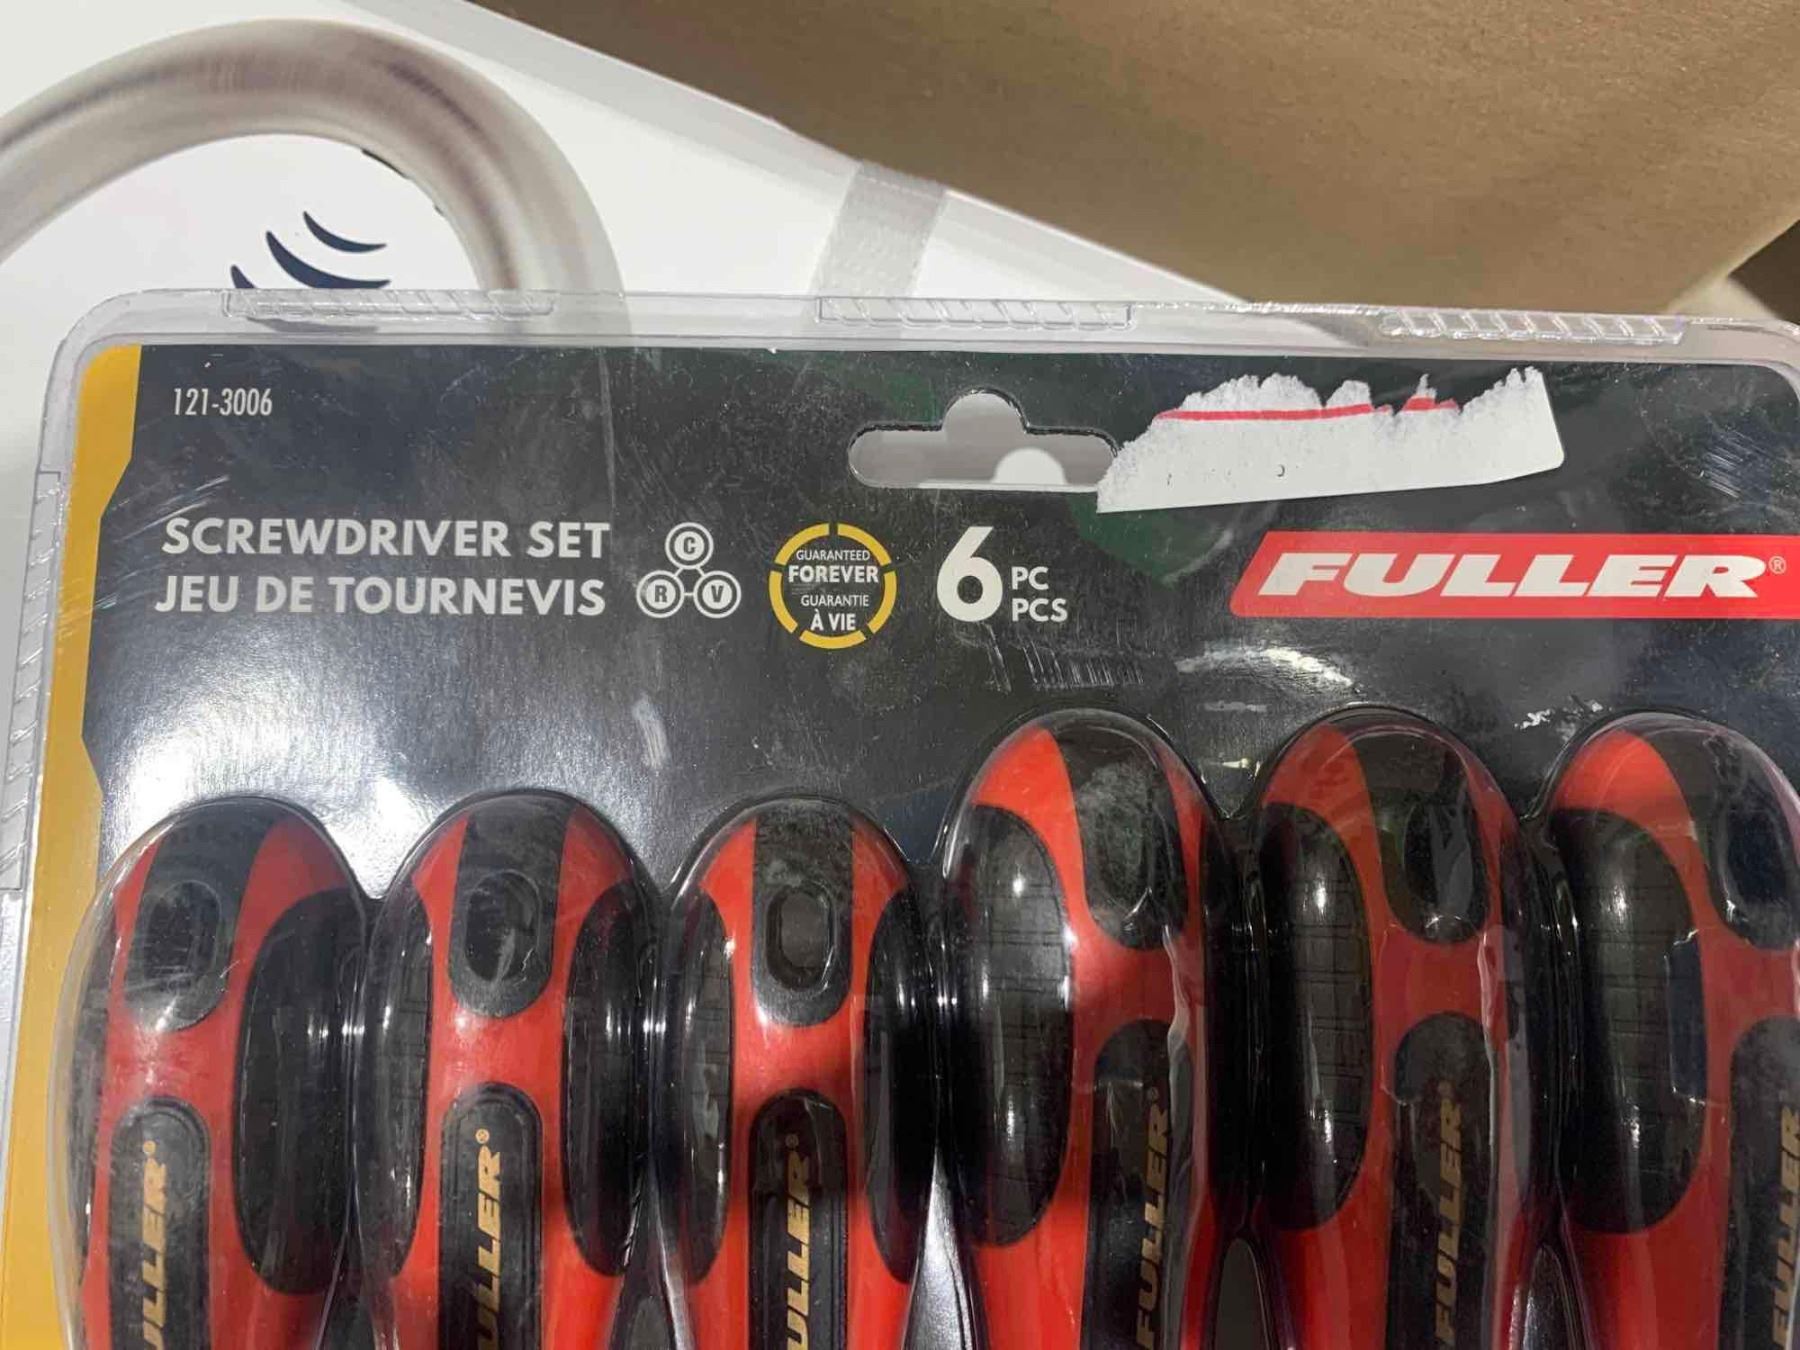 121-3006
SCREWDRIVER SET
JEU DE TOURNEVIS
C
R
V
GUARANTEED
FOREVER
GUARANTIE
À VIE
6
PC
PCS
FULLER®
FULLER®
FULLER®
FULLER®
FULLER®
FULLER®
FULLER